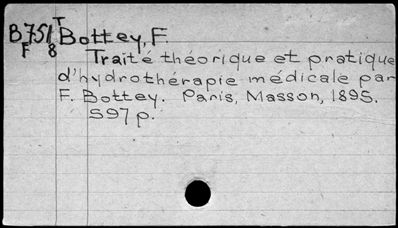 T
B751 Bottey, F.
F 8
Traité théorique et pratique
d'hydrothérapie médicale par
F. Bottey. Paris, Masson, 1895.
597 p.